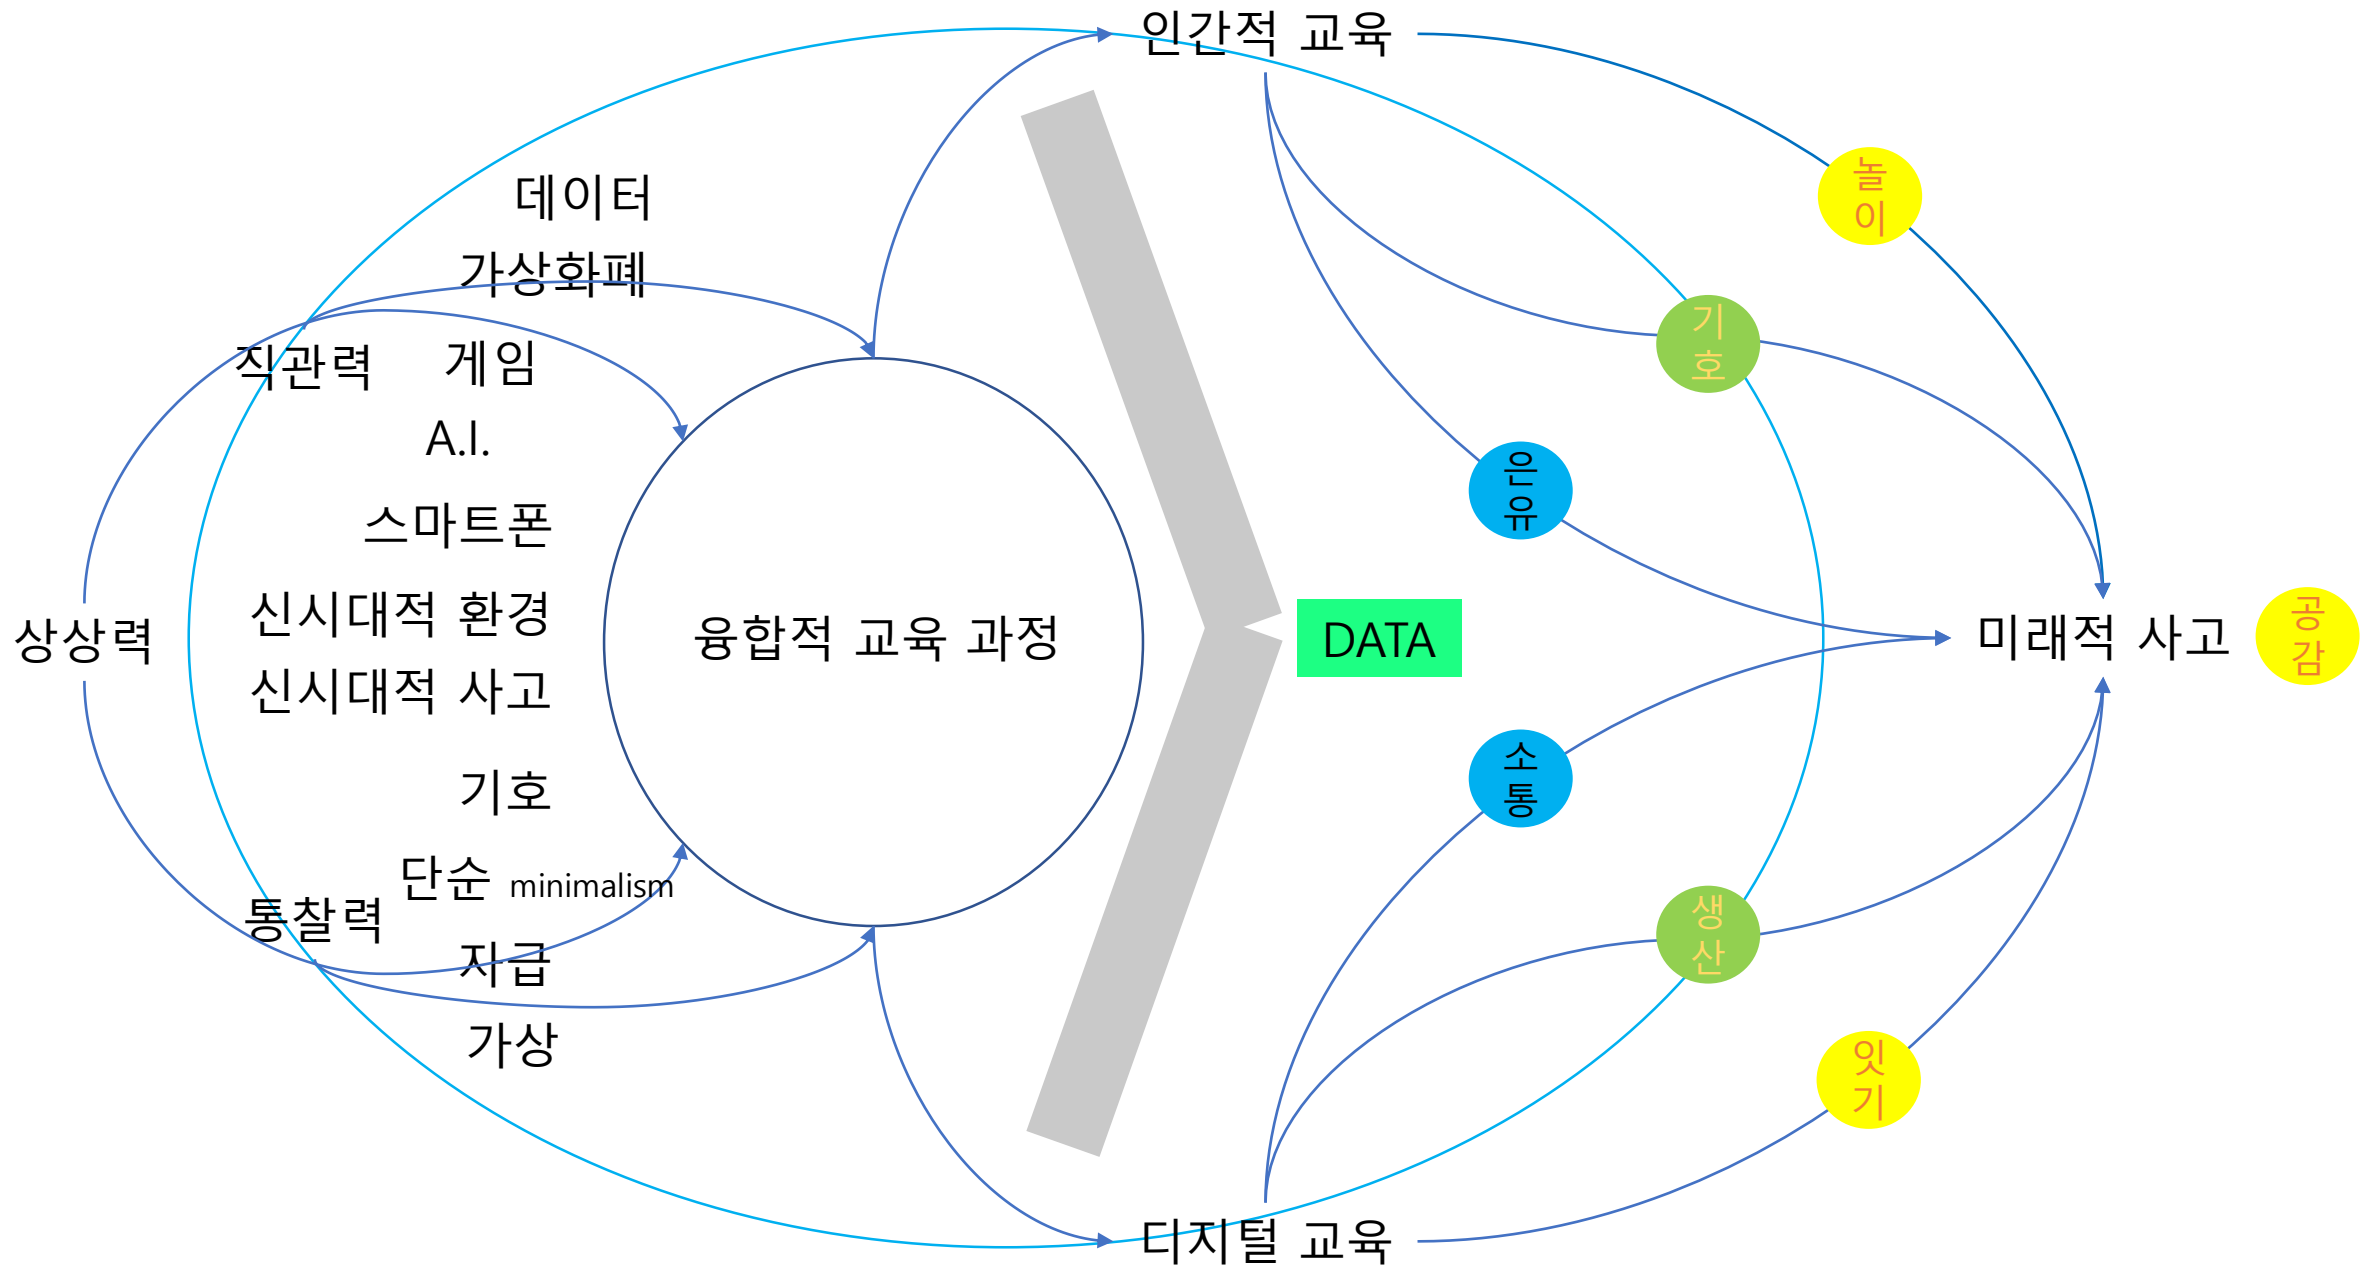 인간적 교육
놀이
데이터
가상화폐
직관력
게임
기호
A.I.
은유
스마트폰
신시대적 환경
상상력
융합적 교육 과정
DATA
미래적 사고
공감
신시대적 사고
기호
소통
단순 minimalism
통찰력
생산
자급
가상
잇기
디지털 교육